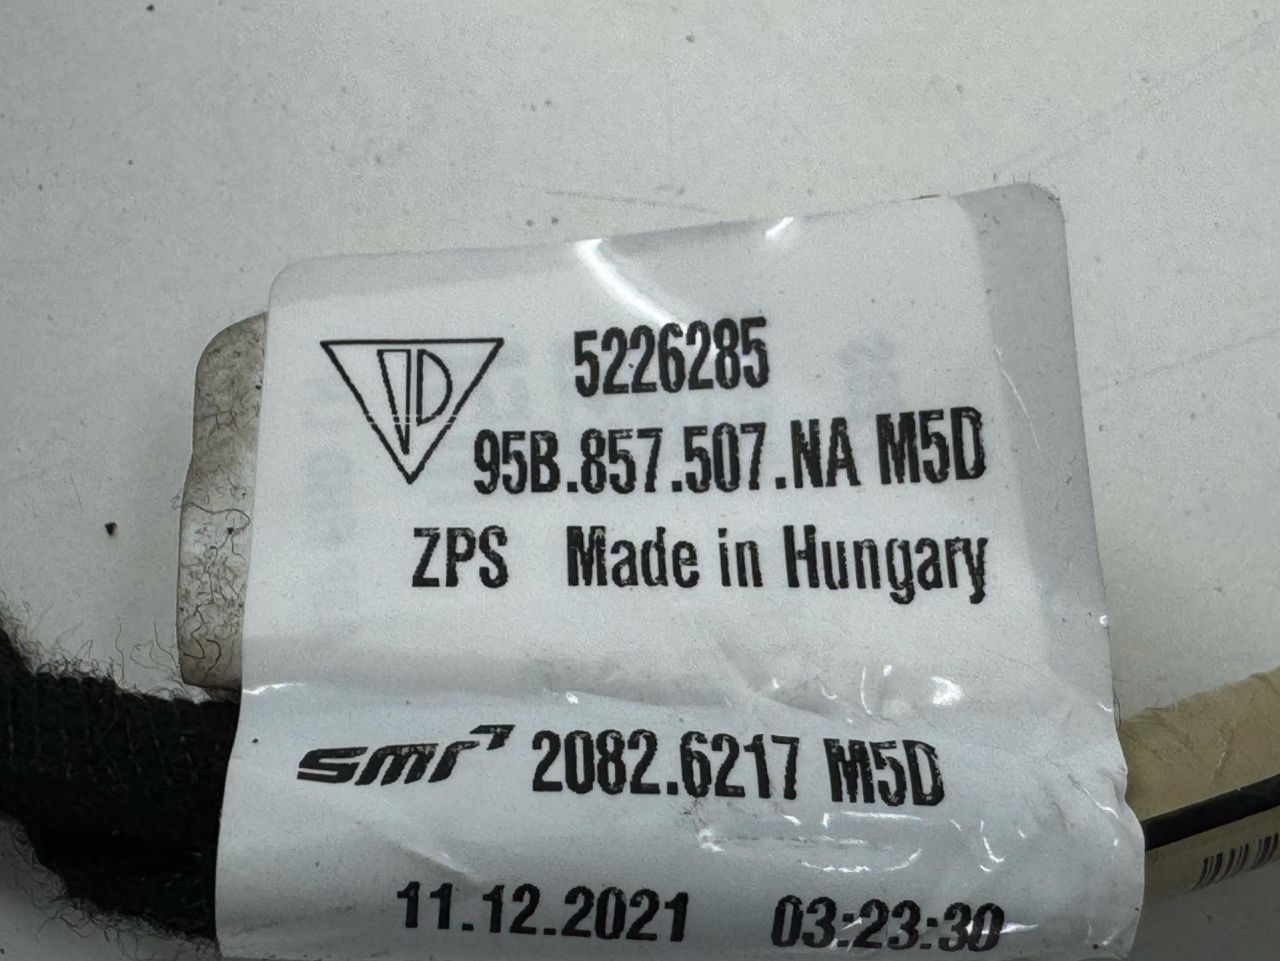 5226285
95B.857.507.NA M5D
ZPS Made in Hungary
smr 2082.6217 M5D
11.12.2021 03:23:30